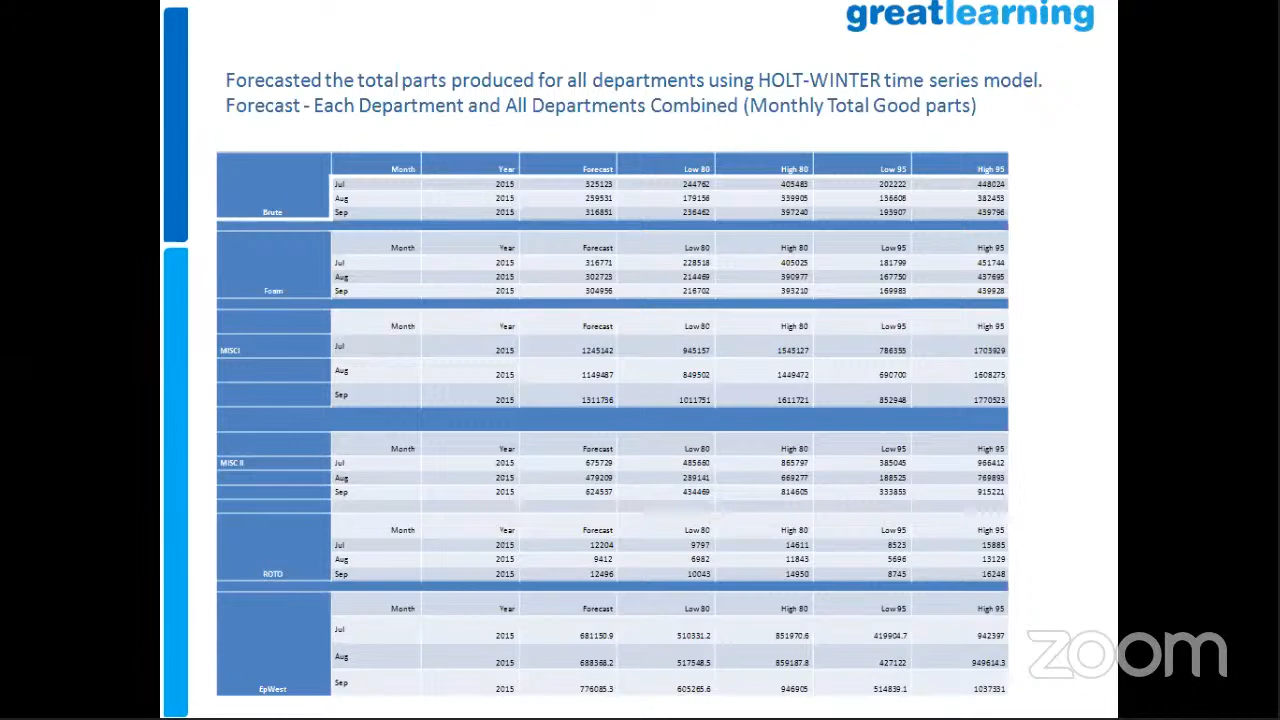 greatlearning
Forecasted the total parts produced for all departments using HOLT-WINTER time series model.
Forecast - Each Department and All Departments Combined (Monthly Total Good parts)
Month Year Forecast Low 80 High 80 Low 95 High 95
Jul 2015 325123 244762 405483 202222 448024
Aug 2015 259531 179156 339905 136608 382453
Brute Sep 2015 316851 236462 397240 193907 439796
Month Year Forecast Low 80 High 80 Low 95 High 95
Jul 2015 316771 228518 405025 181799 451744
Aug 2015 302723 214469 390977 167750 437695
Foam Sep 2015 304956 216702 393210 169983 439928
Month Year Forecast Low 80 High 80 Low 95 High 95
MISCI Jul 2015 1245142 945157 1545127 786355 1703929
Aug 2015 1149487 849502 1449472 690700 1608275
Sep 2015 1311736 1011751 1611721 852948 1770523
Month Year Forecast Low 80 High 80 Low 95 High 95
MISC II Jul 2015 675729 485660 865797 385045 966412
Aug 2015 479209 289141 669277 188525 769893
Sep 2015 624537 434469 814605 333853 915221
Month Year Forecast Low 80 High 80 Low 95 High 95
Jul 2015 12204 9797 14611 8523 15885
Aug 2015 9412 6982 11843 5696 13129
ROTO Sep 2015 12496 10043 14950 8745 16248
Month Year Forecast Low 80 High 80 Low 95 High 95
Jul 2015 681150.9 510331.2 851970.6 419904.7 942397
Aug 2015 688368.2 517548.5 859187.8 427122 949614.3
EpWest Sep 2015 776085.3 605265.6 946905 514839.1 1037331
zoom